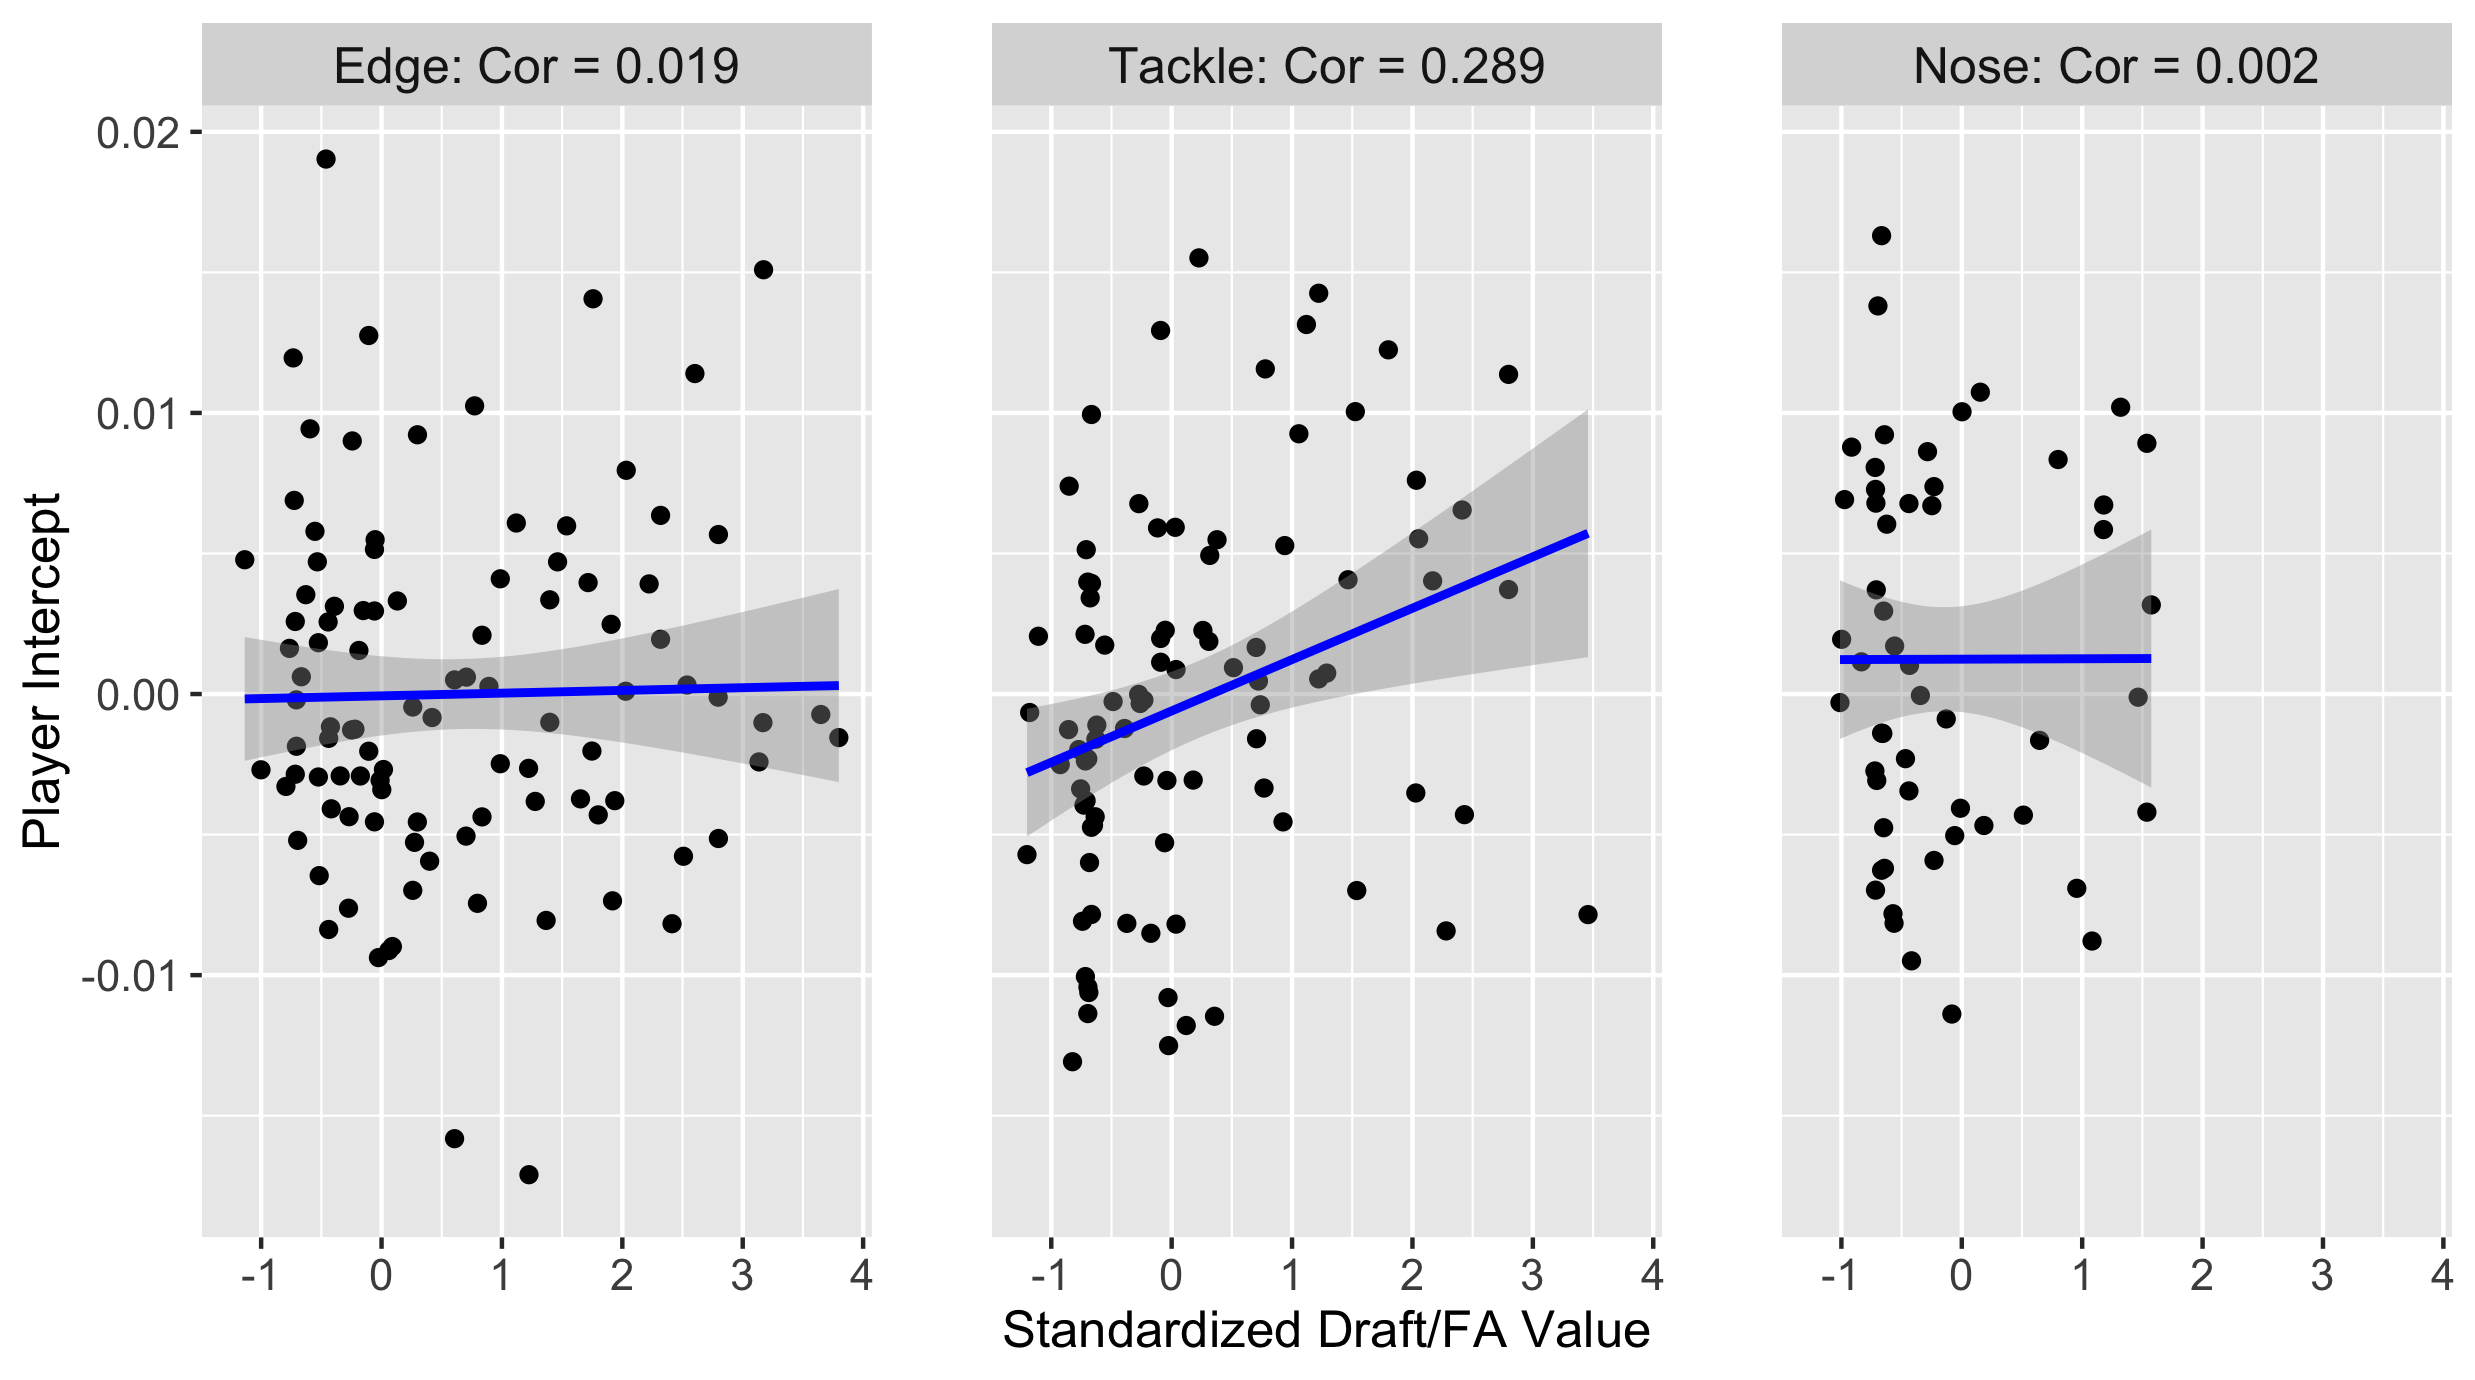 Edge: Cor = 0.019
Tackle: Cor = 0.289
Nose: Cor = 0.002
0.02
0.01
0.00
-0.01
Player Intercept
-1 0 1 2 3 4
-1 0 1 2 3 4
-1 0 1 2 3 4
Standardized Draft/FA Value